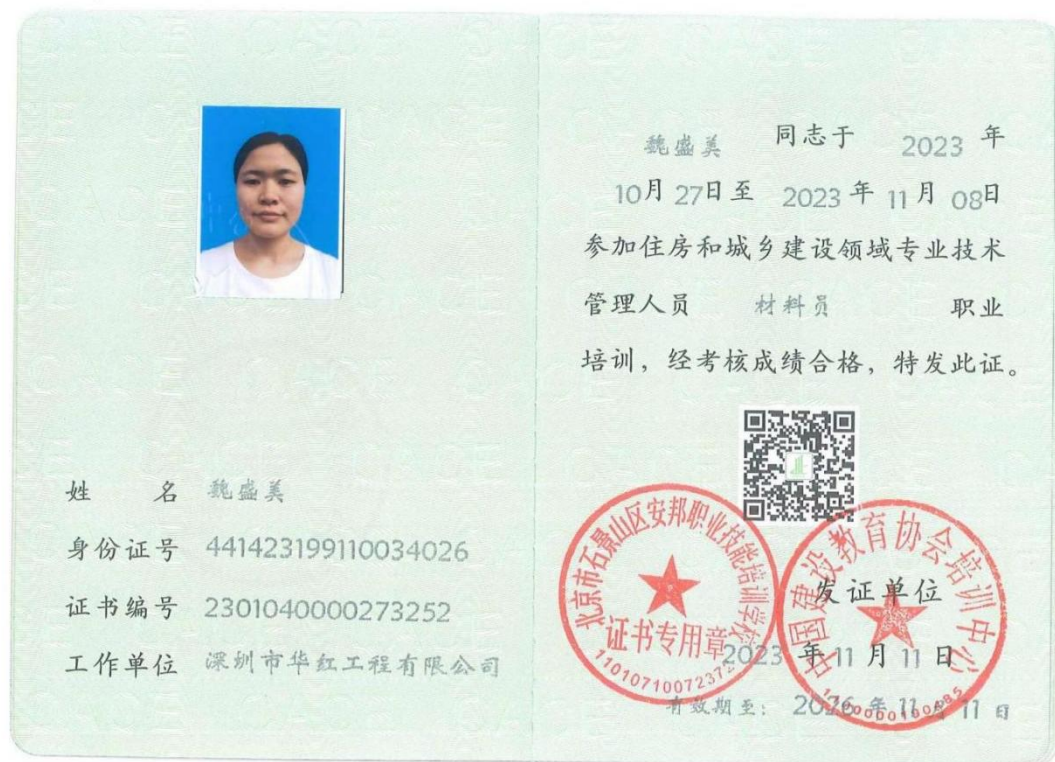 姓名 魏盛美
身份证号 441423199110034026
证书编号 2301040000273252
工作单位 深圳市华红工程有限公司
魏盛美 同志于 2023 年
10月 27日至 2023 年 11月 08日
参加住房和城乡建设领域专业技术
管理人员 材料员 职业
培训，经考核成绩合格，特发此证。
北京市石景山区安邦职业技能培训学校
证书专用章
中国建设教育协会培训中心
发证单位
2023 年 11 月 11 日
有效期至： 2026 年 11 月 11 日